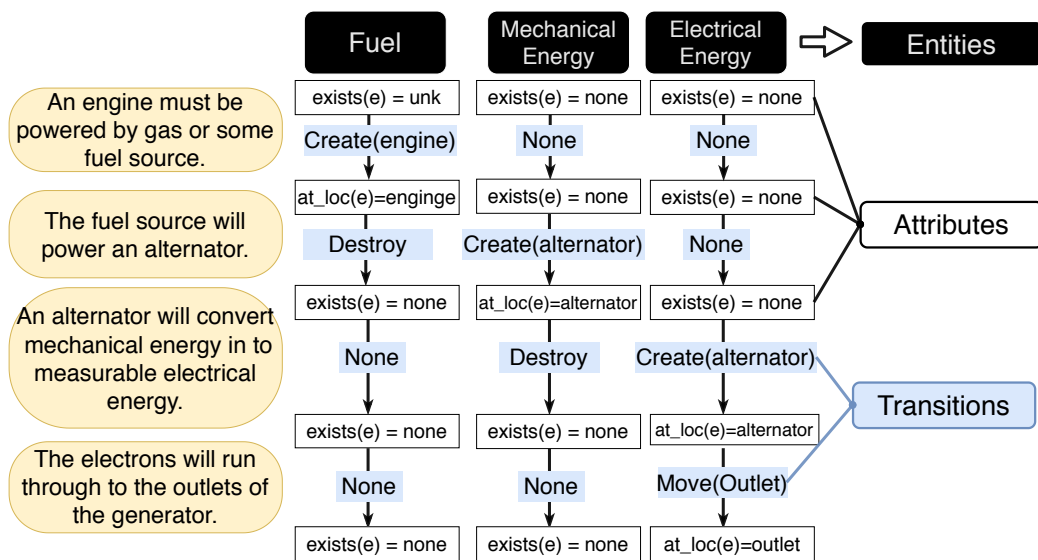 Fuel
Mechanical
Energy
Electrical
Energy
Entities
An engine must be
powered by gas or some
fuel source.
exists(e) = unk
exists(e) = none
exists(e) = none
Create(engine)
None
None
at_loc(e)=enginge
exists(e) = none
exists(e) = none
The fuel source will
power an alternator.
Attributes
Destroy
Create(alternator)
None
exists(e) = none
at_loc(e)=alternator
exists(e) = none
An alternator will convert
mechanical energy in to
measurable electrical
energy.
None
Destroy
Create(alternator)
Transitions
exists(e) = none
exists(e) = none
at_loc(e)=alternator
The electrons will run
through to the outlets of
the generator.
None
None
Move(Outlet)
exists(e) = none
exists(e) = none
at_loc(e)=outlet